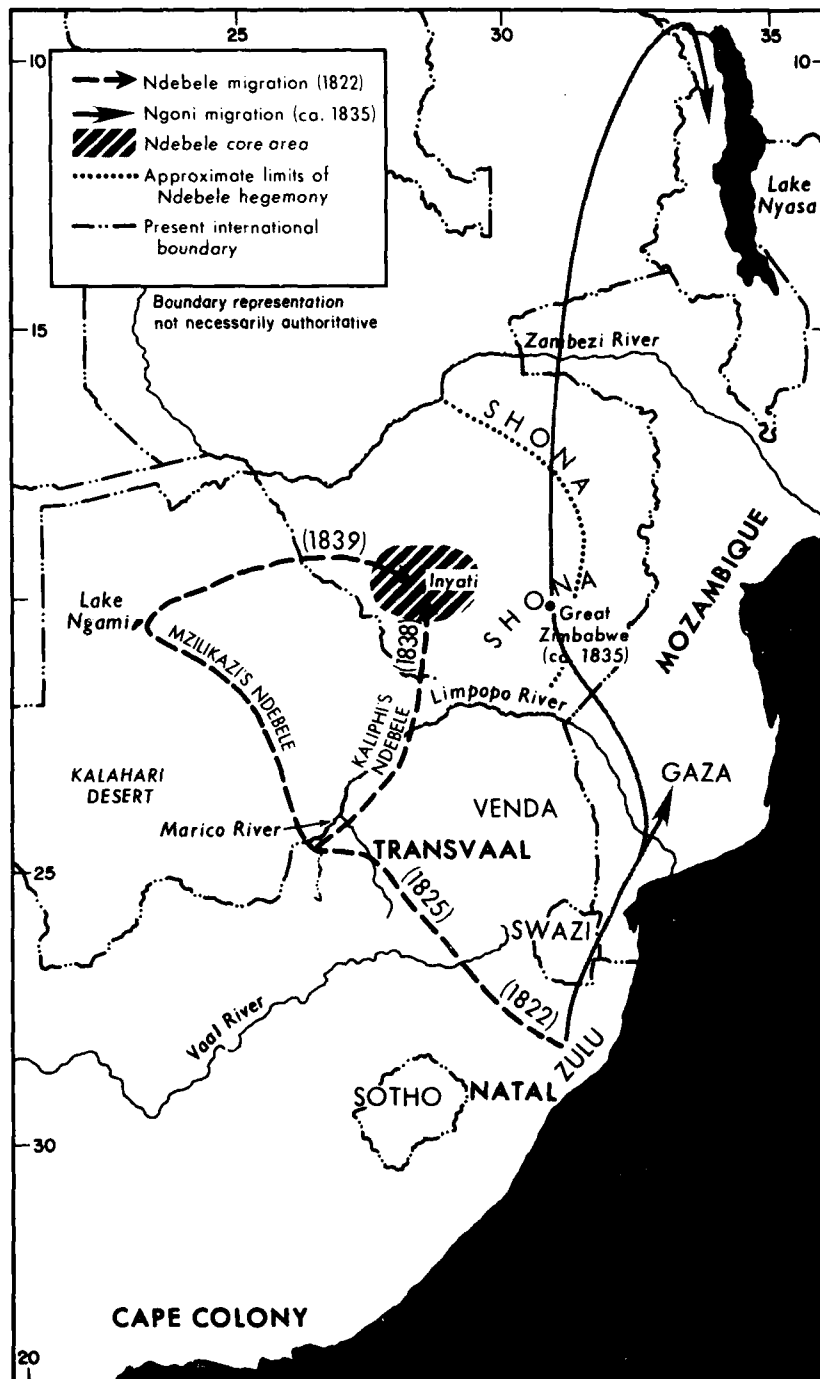 25
30
35
10
10
Ndebele migration (1822)
Ngoni migration (ca. 1835)
Ndebele core area
Approximate limits of
Ndebele hegemony
Present international
boundary
Boundary representation
not necessarily authoritative
Lake
Nyasa
15
Zambezi River
SHONA
(1839)
Inyati
Lake
Ngami
SHONA
Great
Zimbabwe
(ca. 1835)
MOZAMBIQUE
MZILIKAZI'S NDEBELE
(1838)
KALIPHI'S
NDEBELE
Limpopo River
KALAHARI
DESERT
GAZA
VENDA
Marico River
TRANSVAAL
25
(1825)
SWAZI
(1822)
Vaal River
ZULU
SOTHO
NATAL
30
CAPE COLONY
20